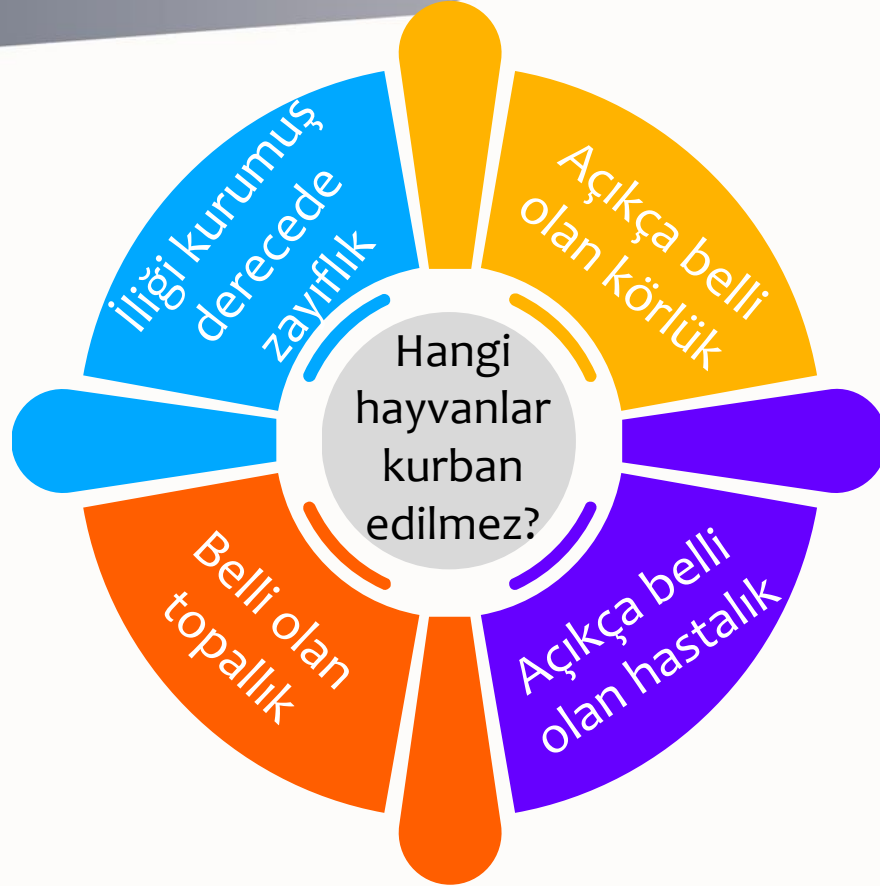 Hangi
hayvanlar
kurban
edilmez?
Açıkça belli
olan körlük
Açıkça belli
olan hastalık
Belli olan
topallık
İliği kurumuş
derecede
zayıflık